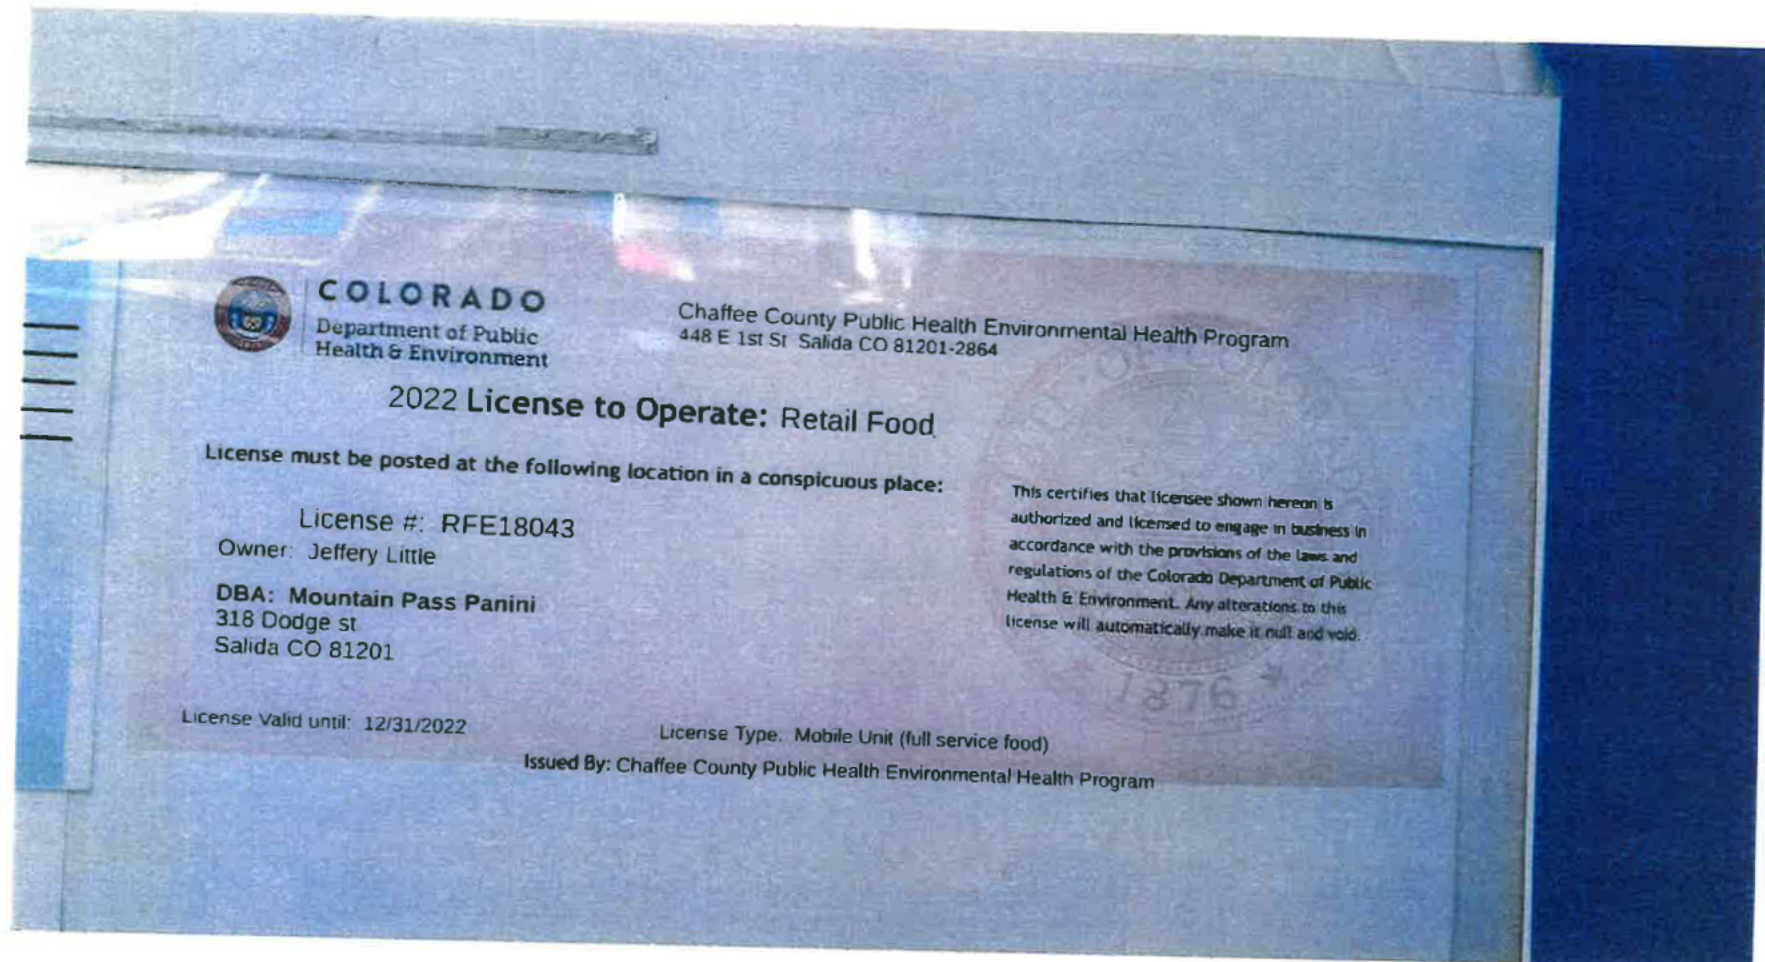 COLORADO
Department of Public
Health & Environment
Chaffee County Public Health Environmental Health Program
448 E 1st St Salida CO 81201-2864
2022 License to Operate: Retail Food
License must be posted at the following location in a conspicuous place:
License #: RFE18043
Owner: Jeffery Little
DBA: Mountain Pass Panini
318 Dodge st
Salida CO 81201
This certifies that licensee shown hereon is
authorized and licensed to engage in business in
accordance with the provisions of the laws and
regulations of the Colorado Department of Public
Health & Environment. Any alterations to this
license will automatically make it null and void.
1876
License Valid until: 12/31/2022
License Type: Mobile Unit (full service food)
Issued By: Chaffee County Public Health Environmental Health Program